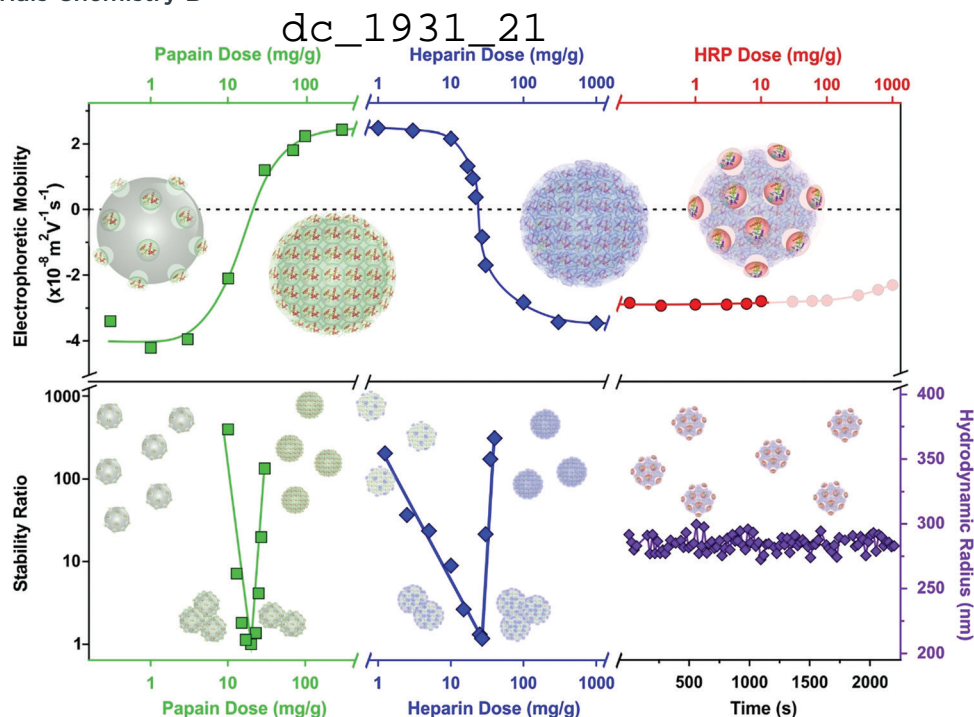 dc_1931_21
Papain Dose (mg/g)
Heparin Dose (mg/g)
HRP Dose (mg/g)
1 10 100
1 10 100 1000
1 10 100 1000
Electrophoretic Mobility
(x10⁻⁸m²V⁻¹s⁻¹)
2
0
-2
-4
Stability Ratio
1000
100
10
1
Hydrodynamic Radius (nm)
400
350
300
250
200
1 10 100
1 10 100 1000
500 1000 1500 2000
Papain Dose (mg/g)
Heparin Dose (mg/g)
Time (s)